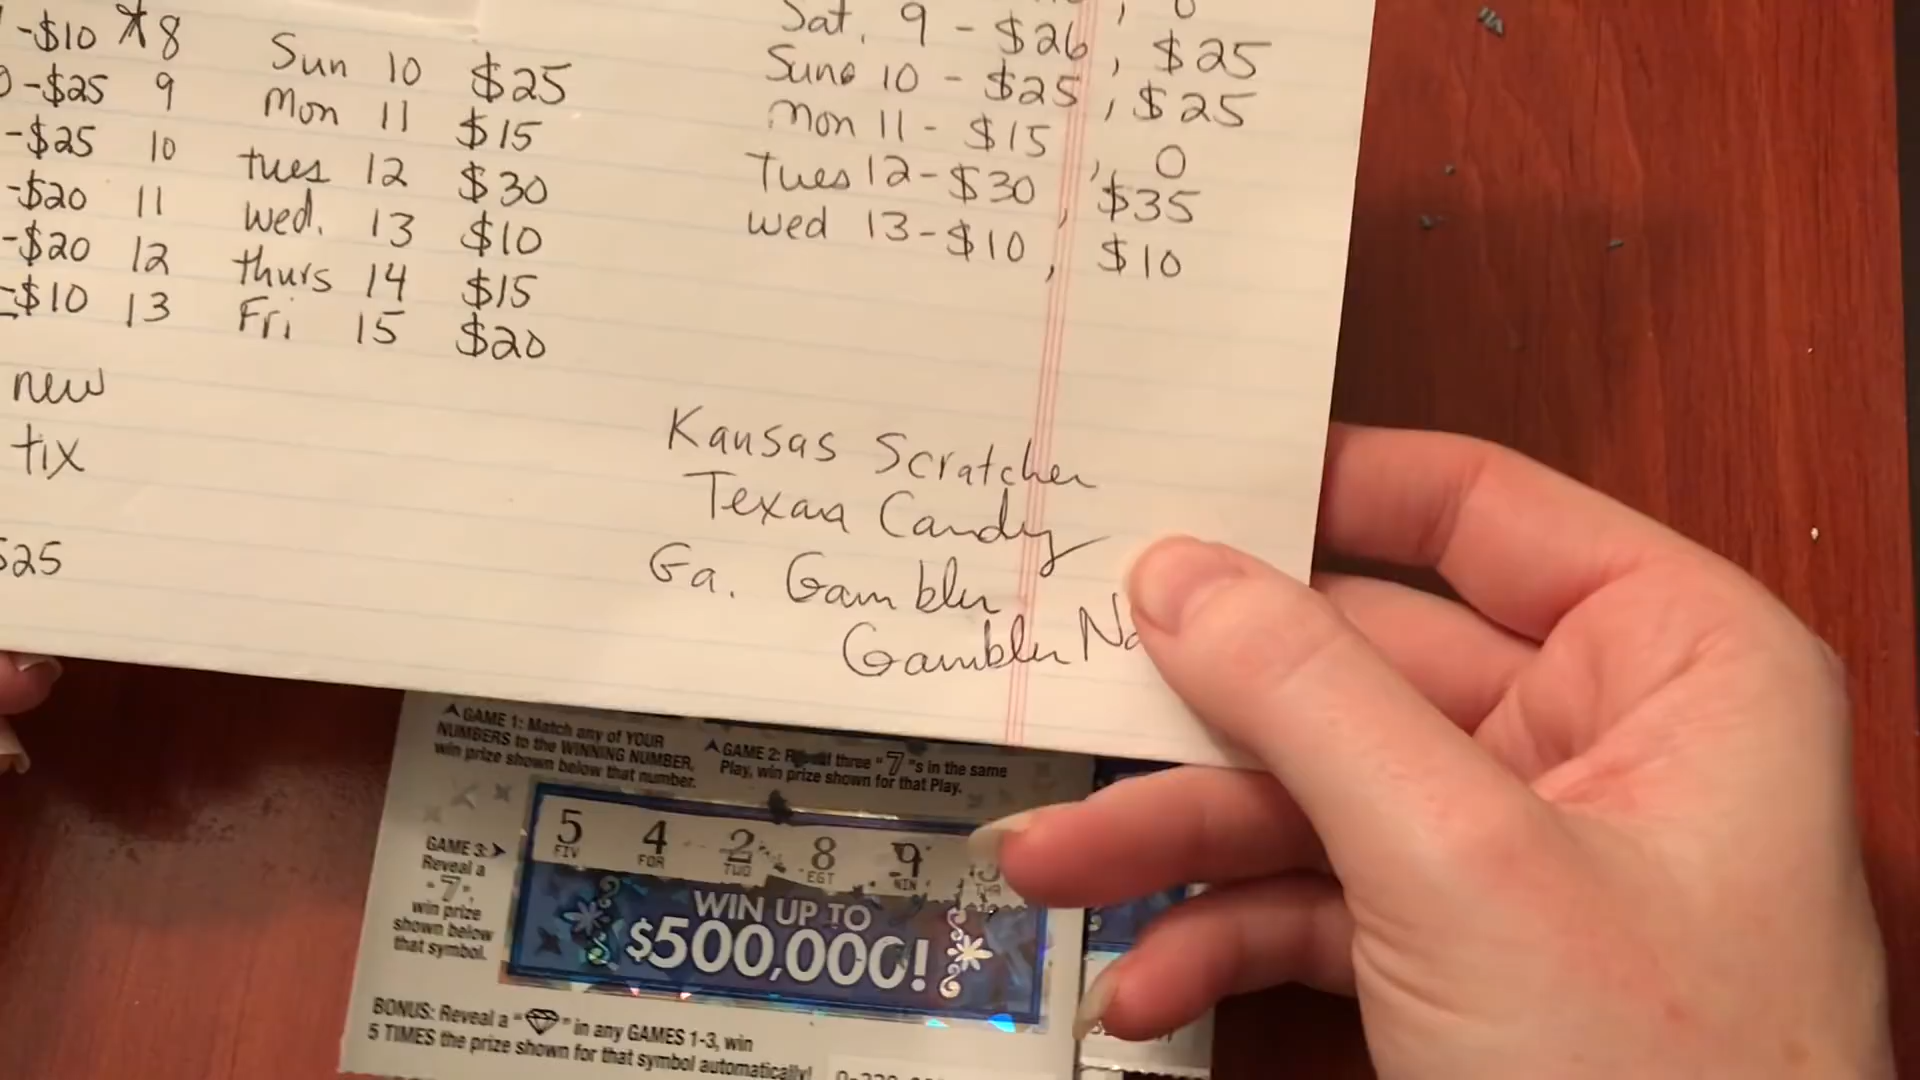 -$10 *8
-$25 9
-$25 10
-$20 11
-$20 12
-$10 13
new
tix
$25
Sun 10 $25
Mon 11 $15
tues 12 $30
wed. 13 $10
thurs 14 $15
Fri 15 $20
Sat. 9 - $26, $25
Sun. 10 - $25, $25
Mon 11 - $15, 0
Tues 12 - $30, $35
wed 13 - $10, $10
Kansas Scratcher
Texas Candy
Ga. Gambler
Gambler
GAME 1: Match any of YOUR
NUMBERS to the WINNING NUMBER,
win prize shown below that number.
GAME 2: Reveal three "7"s in the same
Play, win prize shown for that Play.
GAME 3:
Reveal a
"7",
win prize
shown below
that symbol.
5 4 2 8 9
FIV FOR TWO EGT NIN THR
WIN UP TO
$500,000!
BONUS: Reveal a " " in any GAMES 1-3, win
5 TIMES the prize shown for that symbol automatically!